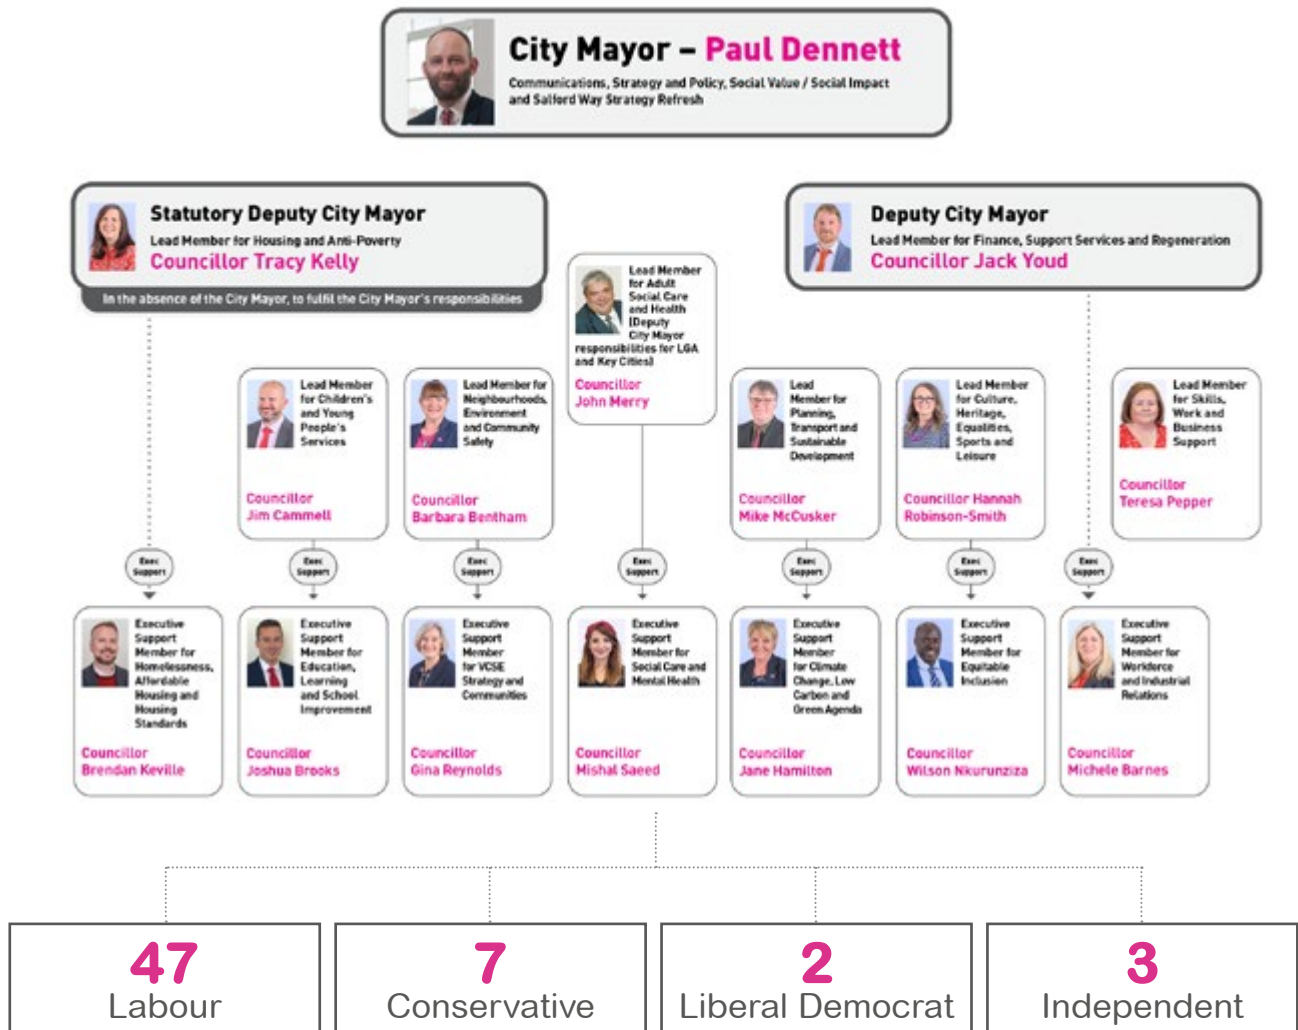 City Mayor – Paul Dennett
Communications, Strategy and Policy, Social Value / Social Impact
and Salford Way Strategy Refresh
Statutory Deputy City Mayor
Lead Member for Housing and Anti-Poverty
Councillor Tracy Kelly
In the absence of the City Mayor, to fulfil the City Mayor's responsibilities
Deputy City Mayor
Lead Member for Finance, Support Services and Regeneration
Councillor Jack Youd
Lead Member
for Adult
Social Care
and Health
(Deputy
City Mayor
responsibilities for LGA
and Key Cities)
Councillor
John Merry
Lead Member
for Children's
and Young
People's
Services
Councillor
Jim Cammell
Lead Member for
Neighbourhoods,
Environment
and Community
Safety
Councillor
Barbara Bentham
Lead
Member for
Planning,
Transport and
Sustainable
Development
Councillor
Mike McCusker
Lead Member
for Culture,
Heritage,
Equalities,
Sports and
Leisure
Councillor Hannah
Robinson-Smith
Lead Member
for Skills,
Work and
Business
Support
Councillor
Teresa Pepper
Exec
Support
Exec
Support
Exec
Support
Exec
Support
Exec
Support
Exec
Support
Exec
Support
Executive
Support
Member for
Homelessness,
Affordable
Housing and
Housing
Standards
Councillor
Brendan Keville
Executive
Support
Member for
Education,
Learning
and School
Improvement
Councillor
Joshua Brooks
Executive
Support
Member
for VCSE
Strategy and
Communities
Councillor
Gina Reynolds
Executive
Support
Member for
Social Care and
Mental Health
Councillor
Mishal Saeed
Executive
Support
Member
for Climate
Change, Low
Carbon and
Green Agenda
Councillor
Jane Hamilton
Executive
Support
Member for
Equitable
Inclusion
Councillor
Wilson Nkurunziza
Executive
Support
Member for
Workforce
and Industrial
Relations
Councillor
Michele Barnes
47
Labour
7
Conservative
2
Liberal Democrat
3
Independent